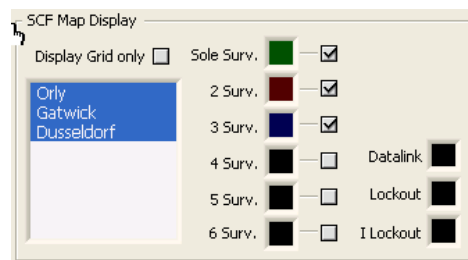 SCF Map Display
Display Grid only
Sole Surv.
Orly
Gatwick
Dusseldorf
2 Surv.
3 Surv.
4 Surv.
Datalink
5 Surv.
Lockout
6 Surv.
I Lockout